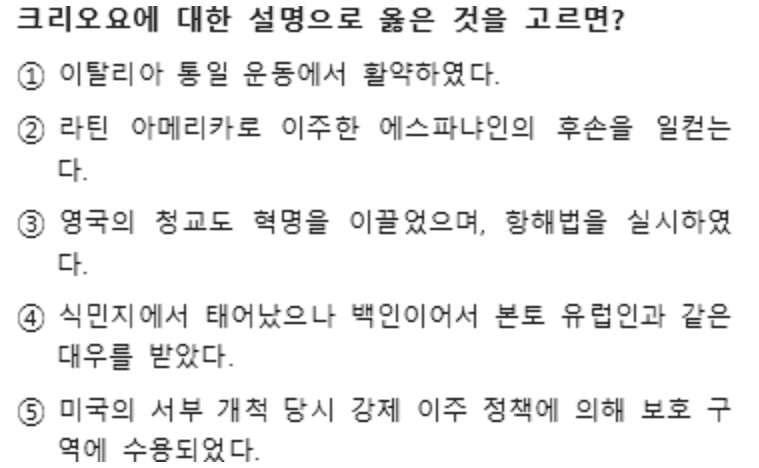 크리오요에 대한 설명으로 옳은 것을 고르면?
① 이탈리아 통일 운동에서 활약하였다.
② 라틴 아메리카로 이주한 에스파냐인의 후손을 일컫는
다.
③ 영국의 청교도 혁명을 이끌었으며, 항해법을 실시하였
다.
④ 식민지에서 태어났으나 백인이어서 본토 유럽인과 같은
대우를 받았다.
⑤ 미국의 서부 개척 당시 강제 이주 정책에 의해 보호 구
역에 수용되었다.